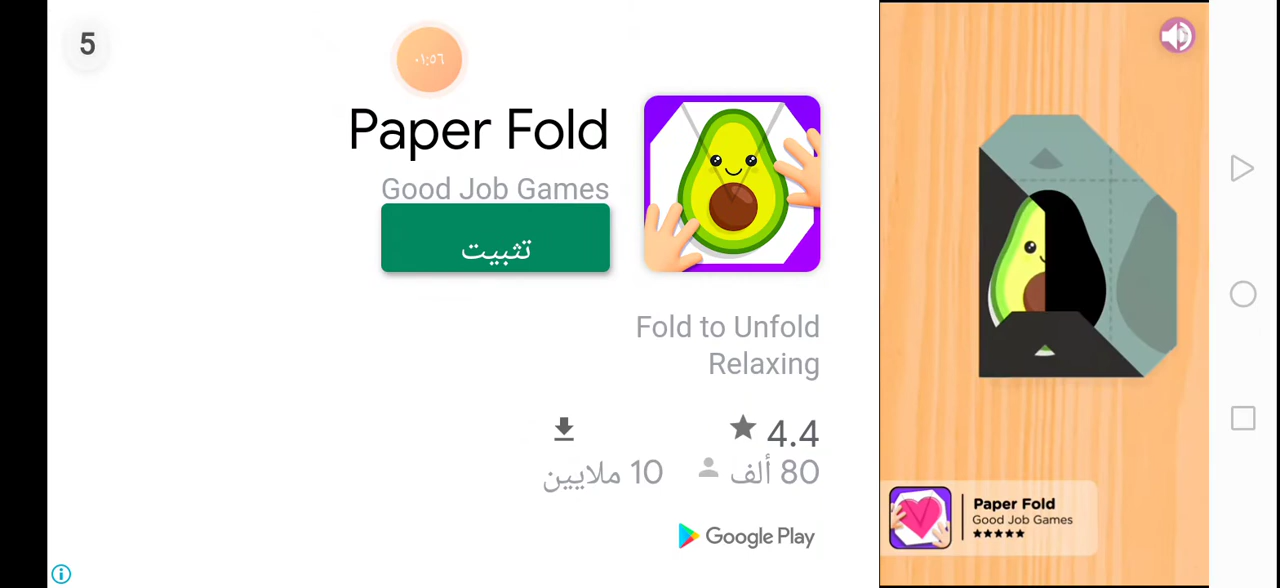 5
٠١:٥٦
Paper Fold
Good Job Games
تثبيت
Fold to Unfold
Relaxing
4.4
80 ألف
10 ملايين
Google Play
Paper Fold
Good Job Games